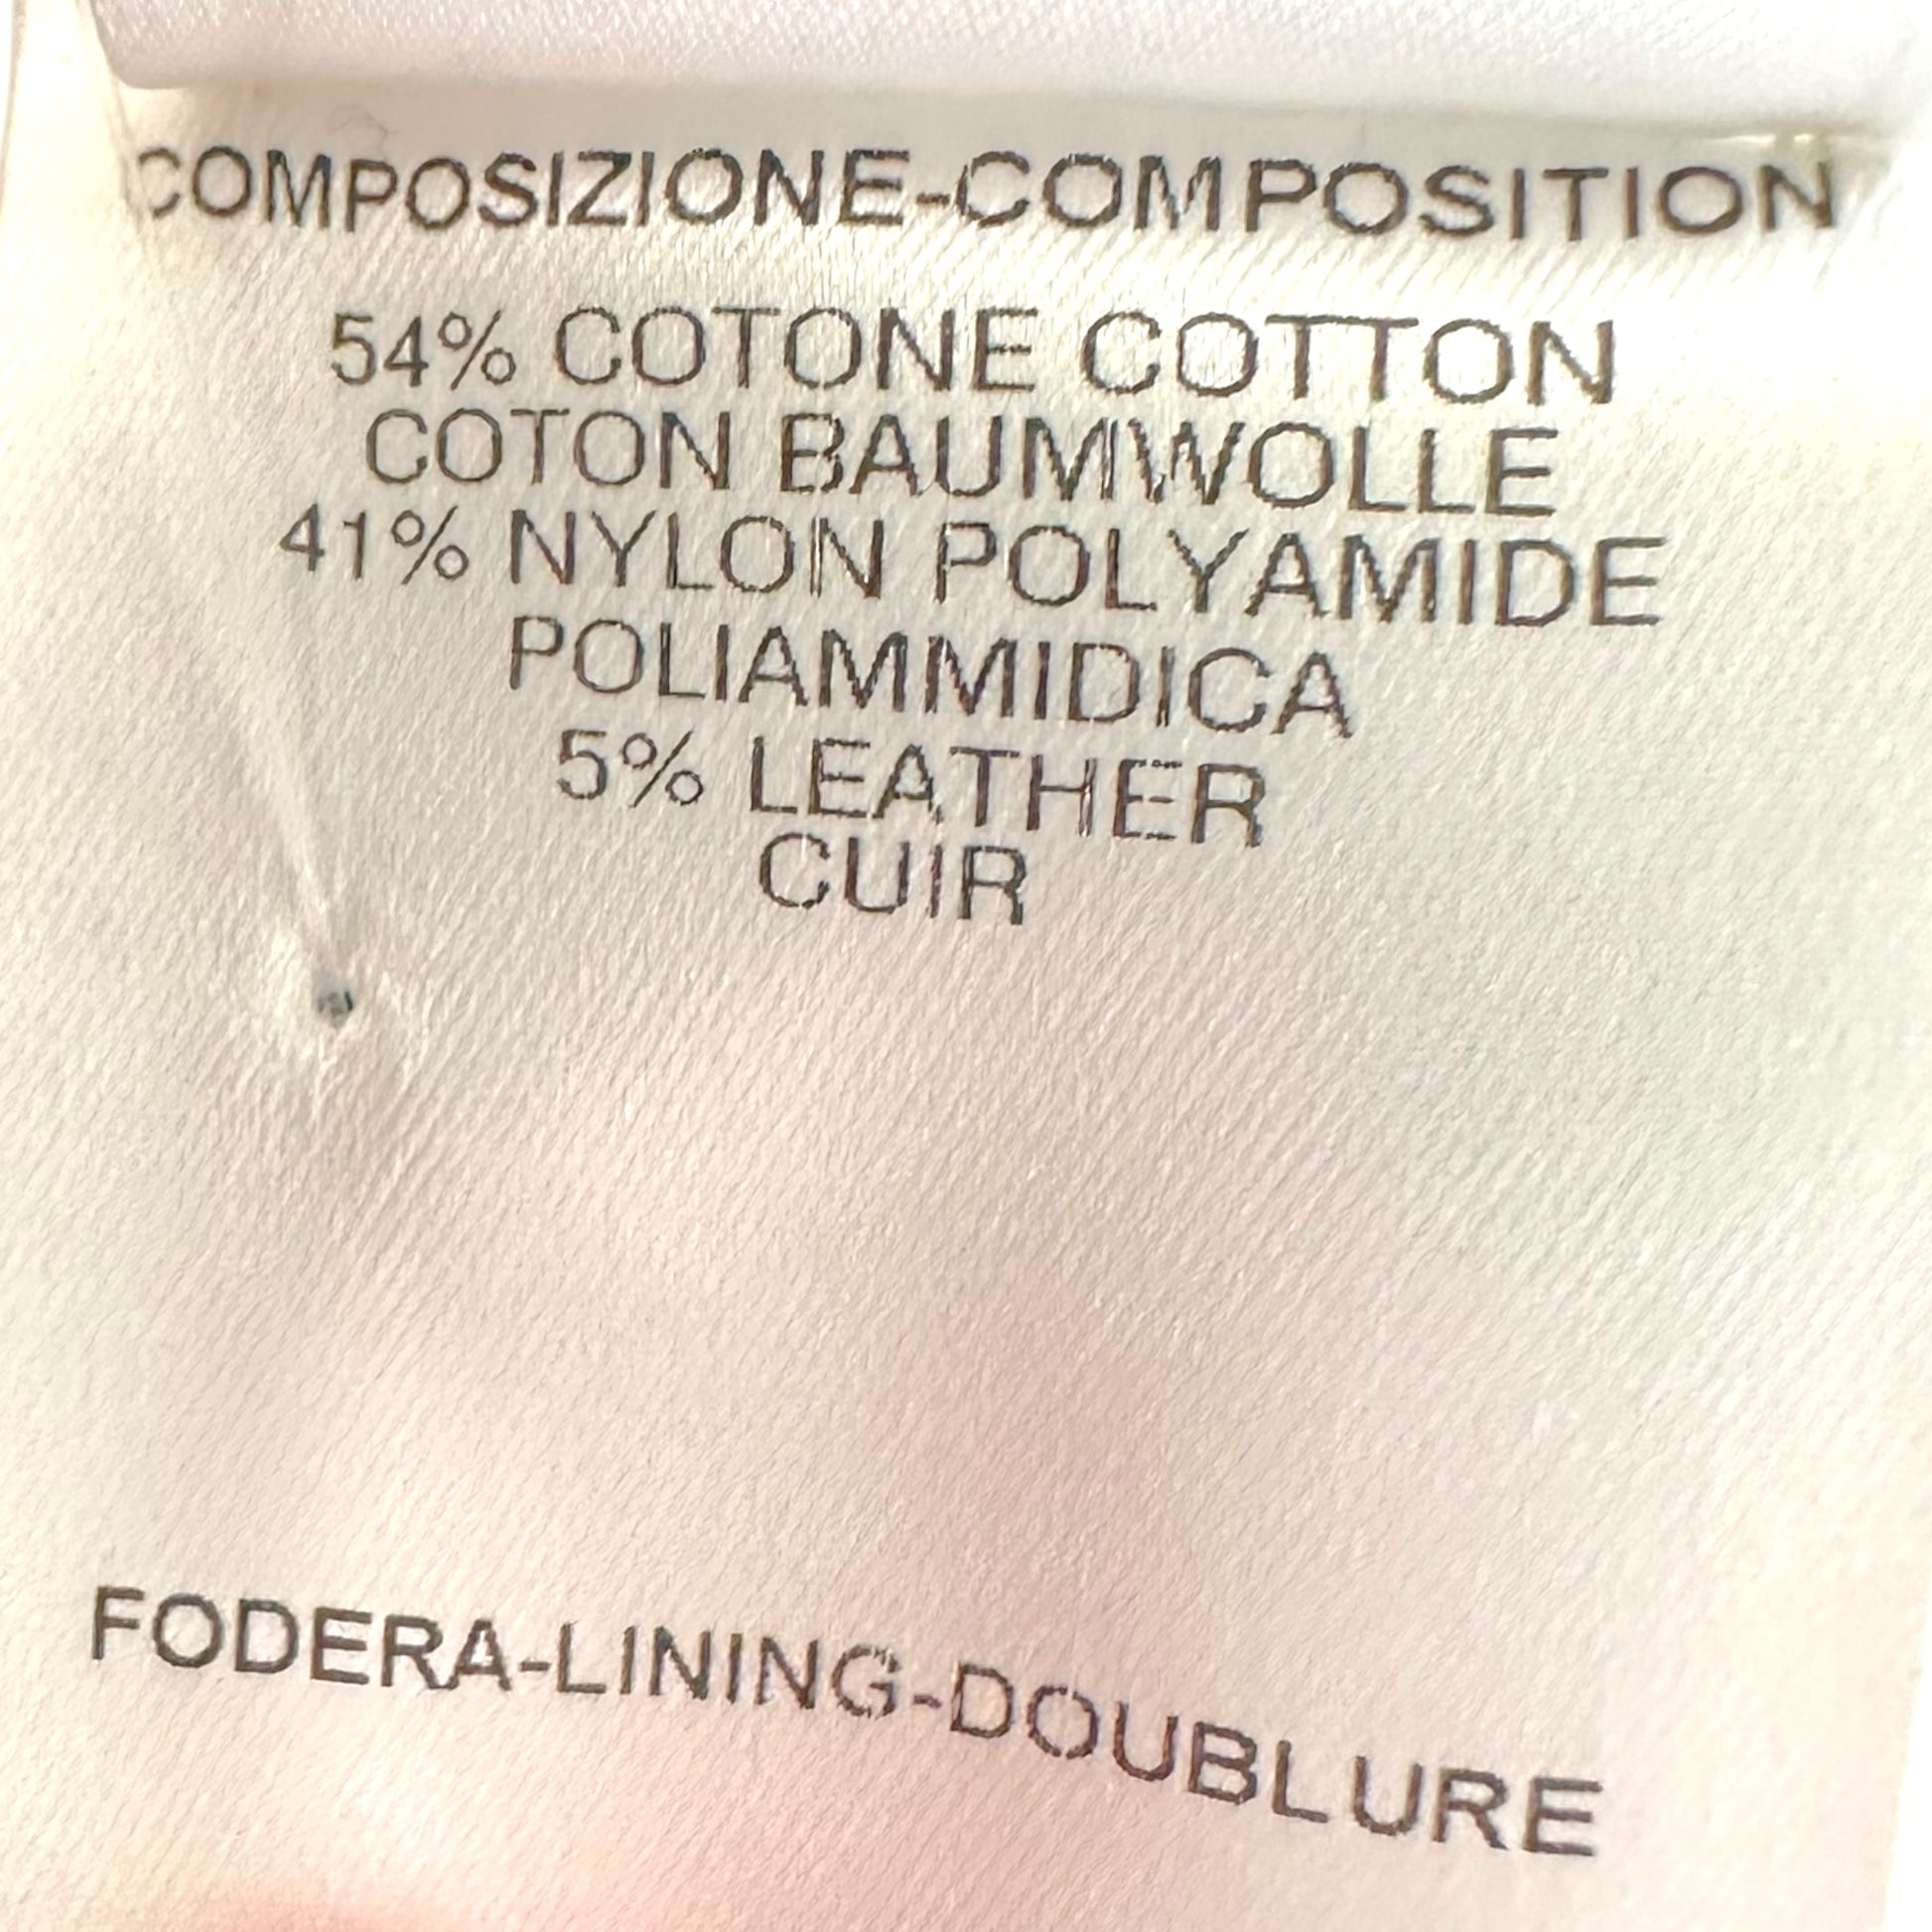 COMPOSIZIONE-COMPOSITION
54% COTONE COTTON
COTON BAUMWOLLE
41% NYLON POLYAMIDE
POLIAMMIDICA
5% LEATHER
CUIR
FODERA-LINING-DOUBLURE